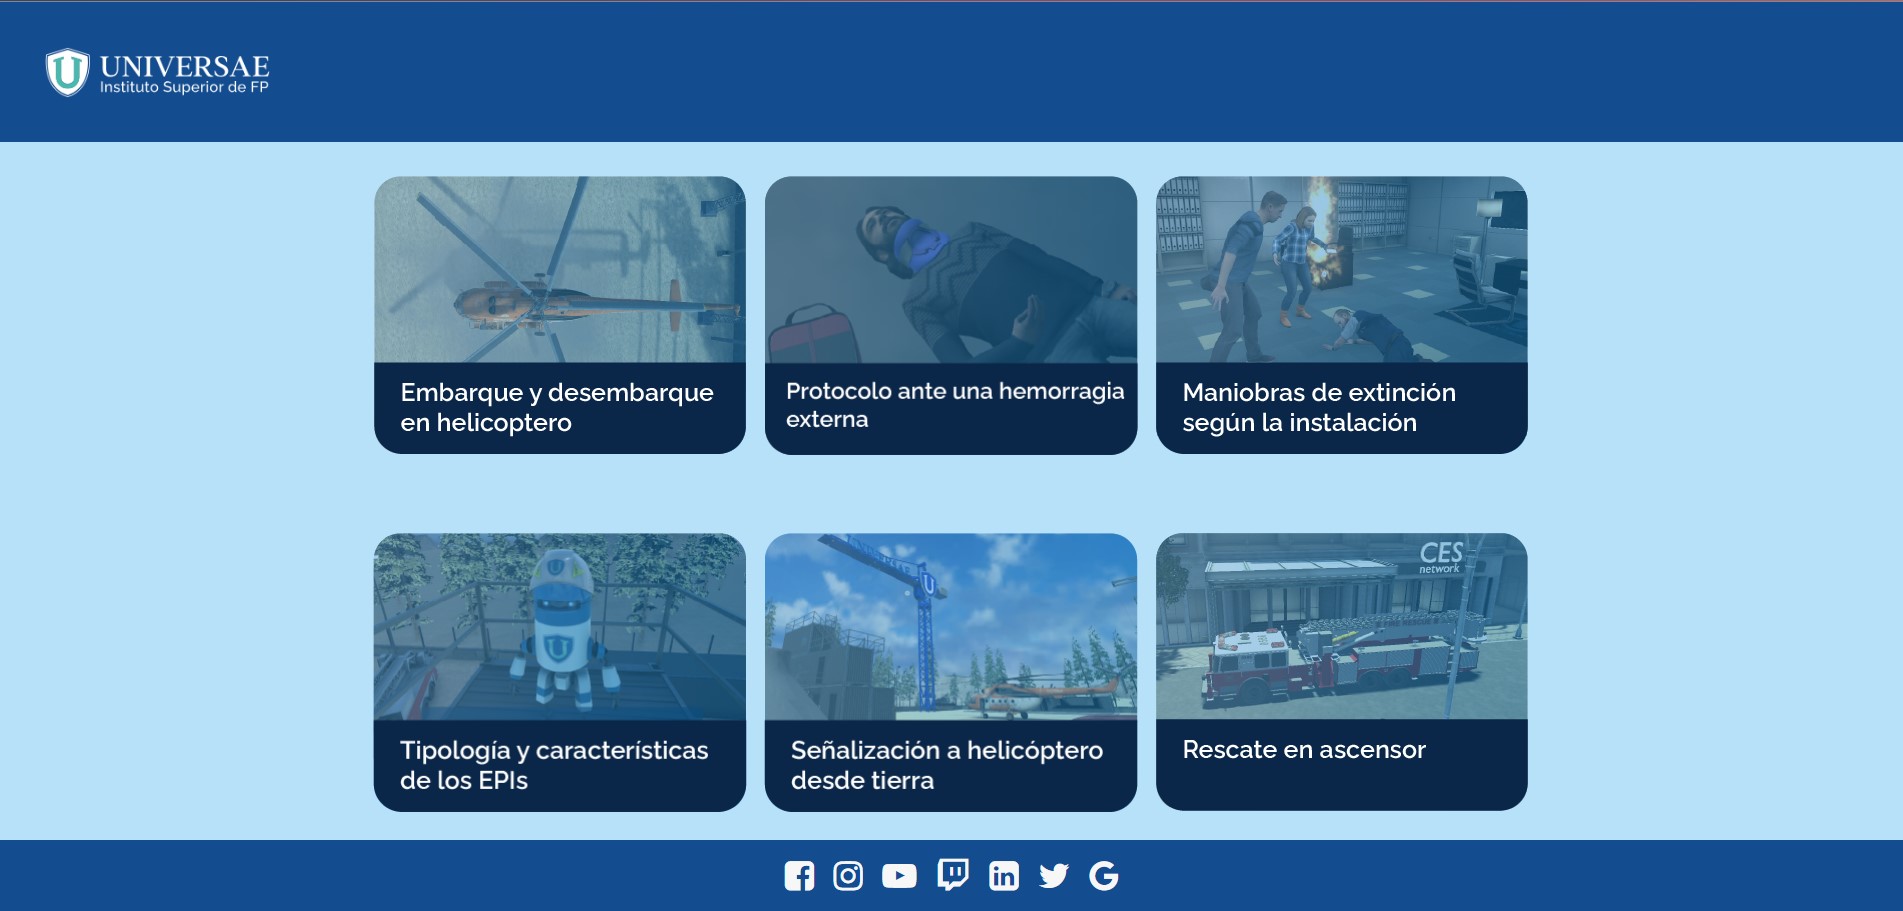 UNIVERSAE
Instituto Superior de FP
Embarque y desembarque
en helicoptero
Protocolo ante una hemorragia
externa
Maniobras de extinción
según la instalación
UNIVERSAE
CES
network
Tipología y características
de los EPIs
Señalización a helicóptero
desde tierra
Rescate en ascensor